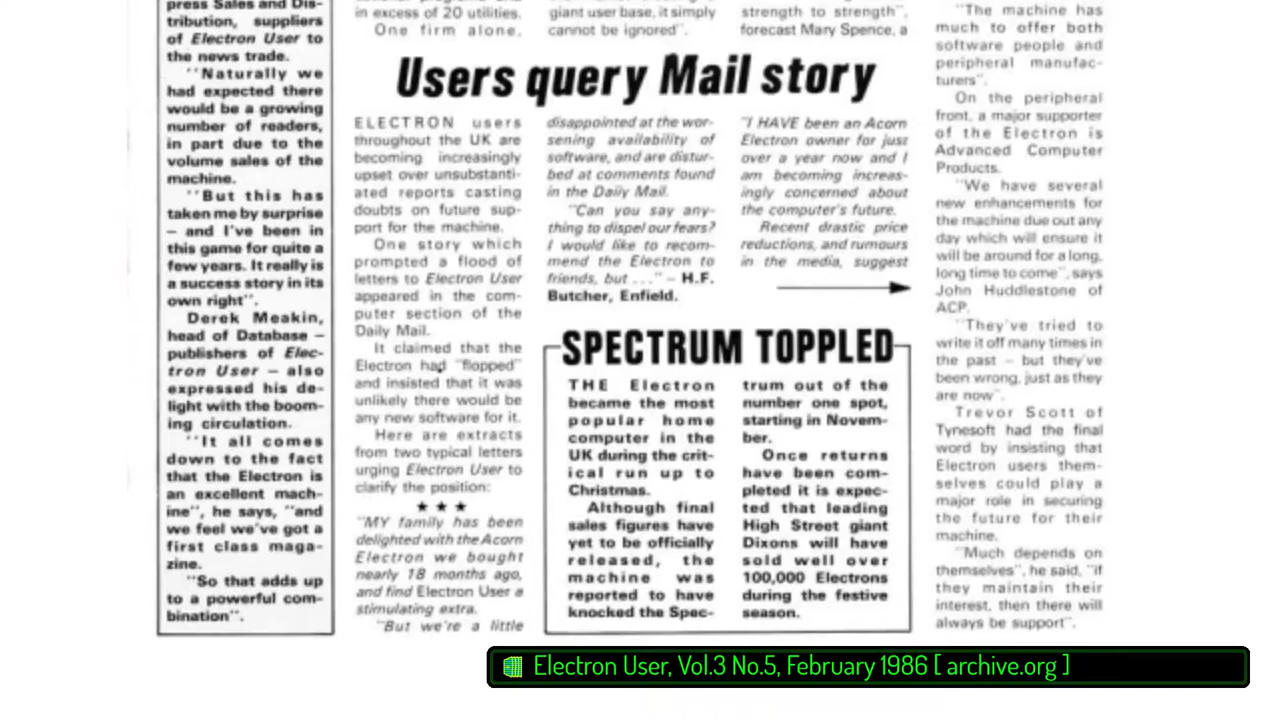 press Sales and Dis-
tribution, suppliers
of Electron User to
the news trade.
"Naturally we
had expected there
would be a growing
number of readers,
in part due to the
volume sales of the
machine.
"But this has
taken me by surprise
– and I've been in
this game for quite a
few years. It really is
a success story in its
own right".
Derek Meakin,
head of Database –
publishers of Elec-
tron User – also
expressed his de-
light with the boom-
ing circulation.
"It all comes
down to the fact
that the Electron is
an excellent mach-
ine", he says, "and
we feel we've got a
first class maga-
zine.
"So that adds up
to a powerful com-
bination".
in excess of 20 utilities.
One firm alone,
giant user base, it simply
cannot be ignored".
strength to strength",
forecast Mary Spence, a
Users query Mail story
ELECTRON users
throughout the UK are
becoming increasingly
upset over unsubstanti-
ated reports casting
doubts on future sup-
port for the machine.
One story which
prompted a flood of
letters to Electron User
appeared in the com-
puter section of the
Daily Mail.
It claimed that the
Electron had "flopped"
and insisted that it was
unlikely there would be
any new software for it.
Here are extracts
from two typical letters
urging Electron User to
clarify the position:
★ ★ ★
"MY family has been
delighted with the Acorn
Electron we bought
nearly 18 months ago,
and find Electron User a
stimulating extra.
"But we're a little
disappointed at the wor-
sening availability of
software, and are distur-
bed at comments found
in the Daily Mail.
"Can you say any-
thing to dispel our fears?
I would like to recom-
mend the Electron to
friends, but ..." – H.F.
Butcher, Enfield.
"I HAVE been an Acorn
Electron owner for just
over a year now and I
am becoming increas-
ingly concerned about
the computer's future.
Recent drastic price
reductions, and rumours
in the media, suggest
SPECTRUM TOPPLED
THE Electron
became the most
popular home
computer in the
UK during the crit-
ical run up to
Christmas.
Although final
sales figures have
yet to be officially
released, the
machine was
reported to have
knocked the Spec-
trum out of the
number one spot,
starting in Novem-
ber.
Once returns
have been com-
pleted it is expec-
ted that leading
High Street giant
Dixons will have
sold well over
100,000 Electrons
during the festive
season.
"The machine has
much to offer both
software people and
peripheral manufac-
turers".
On the peripheral
front, a major supporter
of the Electron is
Advanced Computer
Products.
"We have several
new enhancements for
the machine due out any
day which will ensure it
will be around for a long,
long time to come", says
John Huddlestone of
ACP.
"They've tried to
write it off many times in
the past – but they've
been wrong, just as they
are now".
Trevor Scott of
Tynesoft had the final
word by insisting that
Electron users them-
selves could play a
major role in securing
the future for their
machine.
"Much depends on
themselves", he said, "if
they maintain their
interest, then there will
always be support".
Electron User, Vol.3 No.5, February 1986 [ archive.org ]